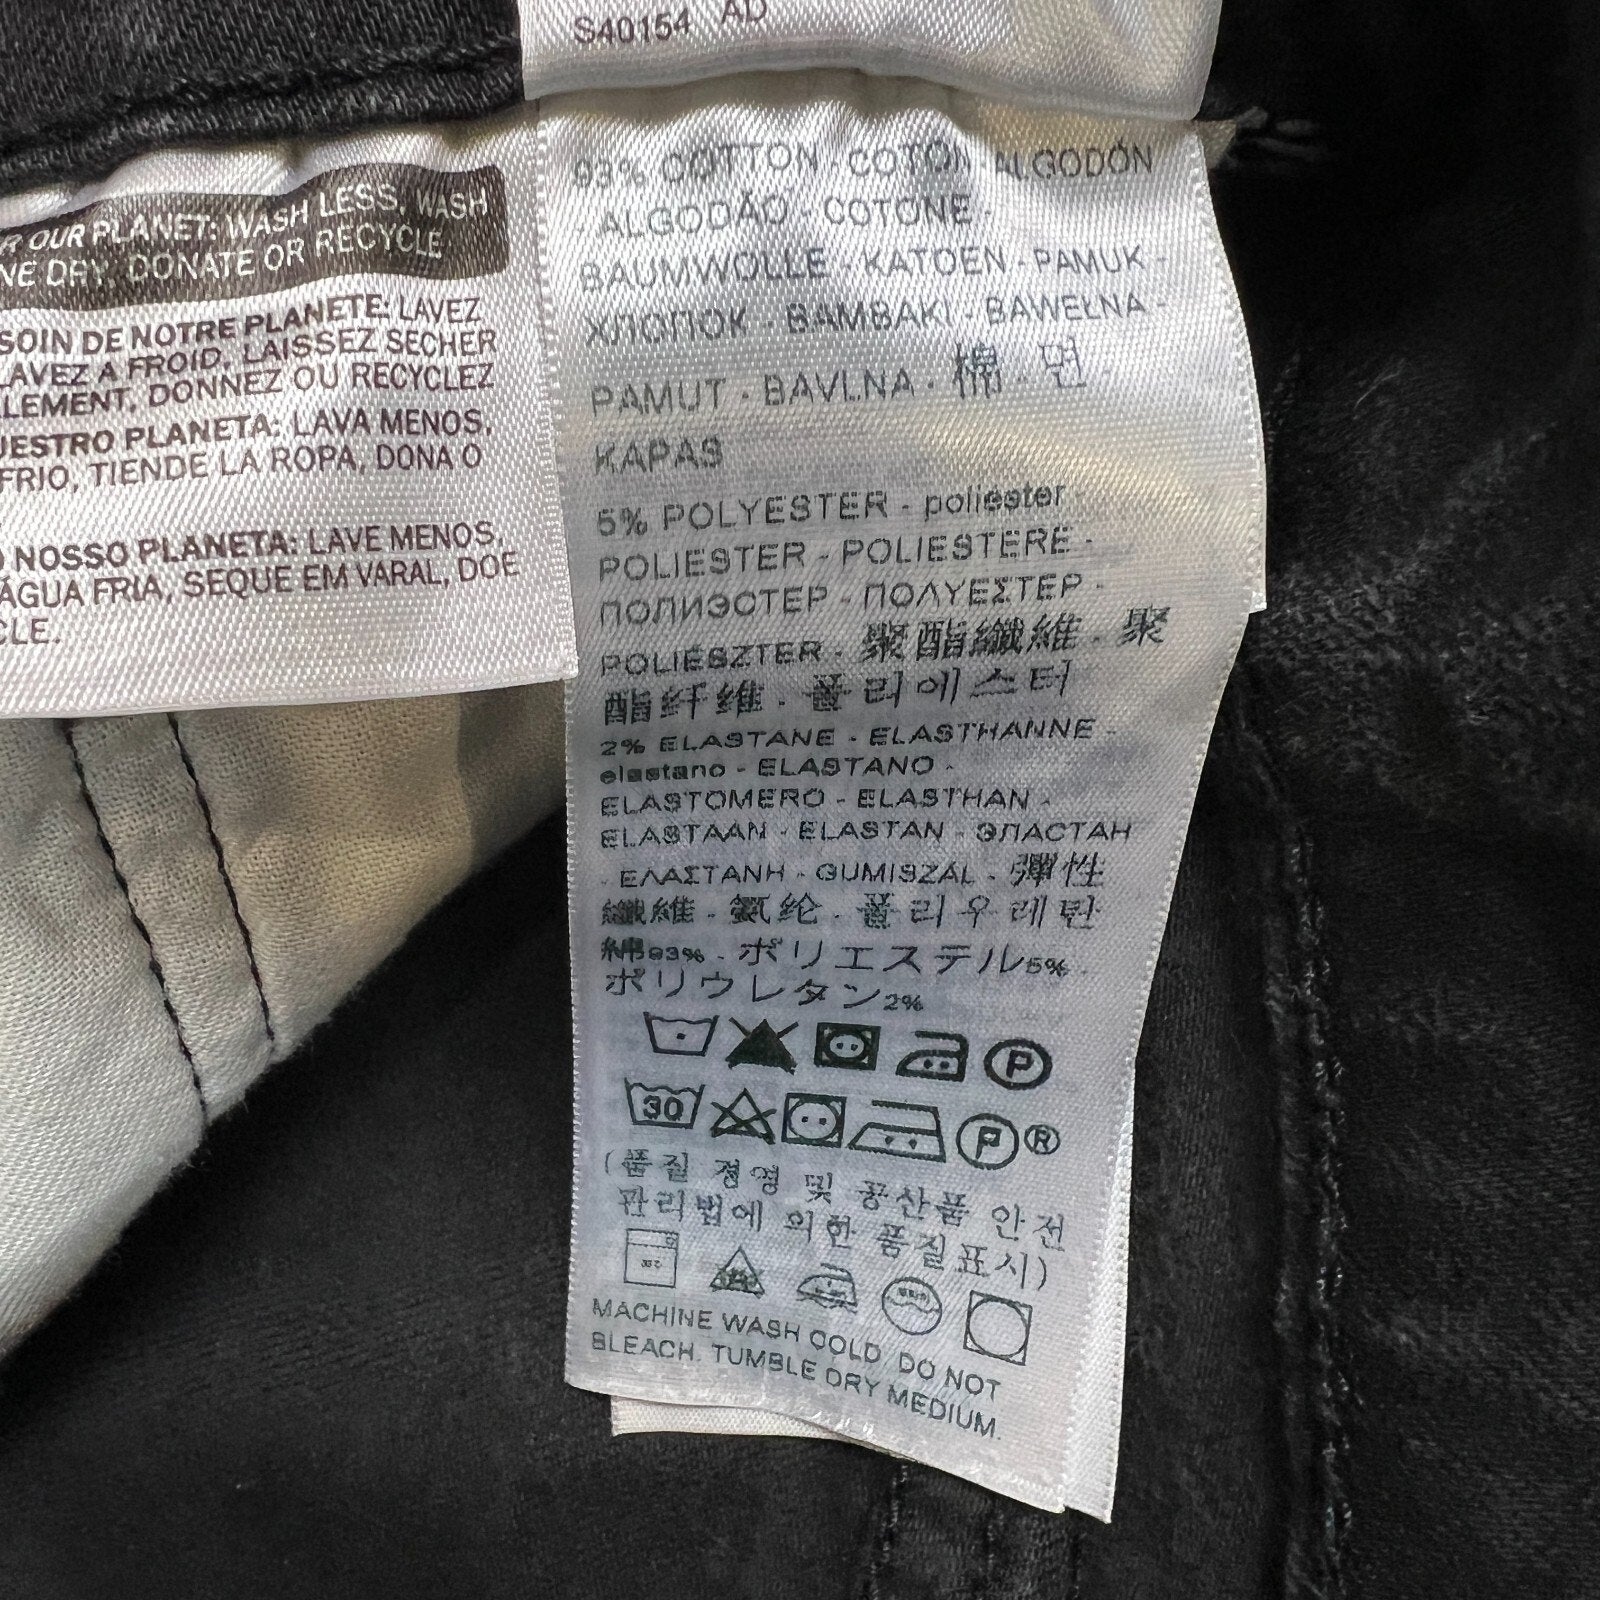 S40154 AD
R OUR PLANET: WASH LESS, WASH
NE DRY, DONATE OR RECYCLE.
SOIN DE NOTRE PLANETE: LAVEZ
LAVEZ A FROID, LAISSEZ SECHER
LEMENT, DONNEZ OU RECYCLEZ
UESTRO PLANETA: LAVA MENOS,
FRIO, TIENDE LA ROPA, DONA O
O NOSSO PLANETA: LAVE MENOS,
ÁGUA FRIA, SEQUE EM VARAL, DOE
CLE.
93% COTTON - COTON ALGODÓN
- ALGODÃO - COTONE -
BAUMWOLLE - KATOEN - PAMUK -
ХЛОПОК - BAMBAKI - BAWEŁNA -
PAMUT - BAVLNA - 棉 - 면
KAPAS
5% POLYESTER - poliéster -
POLIESTER - POLIESTERE -
ПОЛИЭСТЕР - ΠΟΛΥΕΣΤΕΡ -
POLIÉSZTER - 聚酯纖維 - 聚
酯纤维 - 폴리에스터
2% ELASTANE - ELASTHANNE -
elastano - ELASTANO -
ELASTOMERO - ELASTHAN -
ELASTAAN - ELASTAN - ЭЛАСТАН
- ΕΛΑΣΤΑΝΗ - GUMISZÁL - 彈性
纖維 - 氨纶 - 폴리우레탄
綿93% - ポリエステル5% -
ポリウレタン2%
P
30 P ®
(품질 경영 및 공산품 안전
관리법에 의한 품질표시)
MACHINE WASH COLD. DO NOT
BLEACH. TUMBLE DRY MEDIUM.